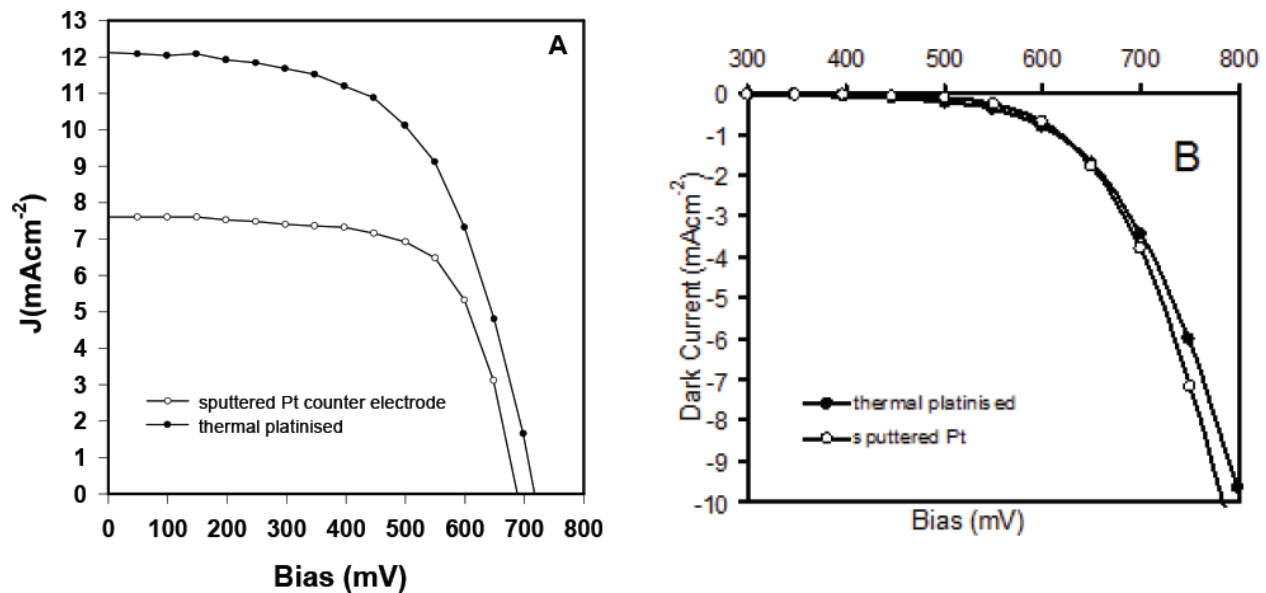 13
12
11
10
9
8
7
6
5
4
3
2
1
0
J(mAcm-2)
A
sputtered Pt counter electrode
thermal platinised
0 100 200 300 400 500 600 700 800
Bias (mV)
300 400 500 600 700 800
0
-1
-2
-3
-4
-5
-6
-7
-8
-9
-10
Dark Current (mAcm-2)
B
thermal platinised
sputtered Pt
Bias (mV)